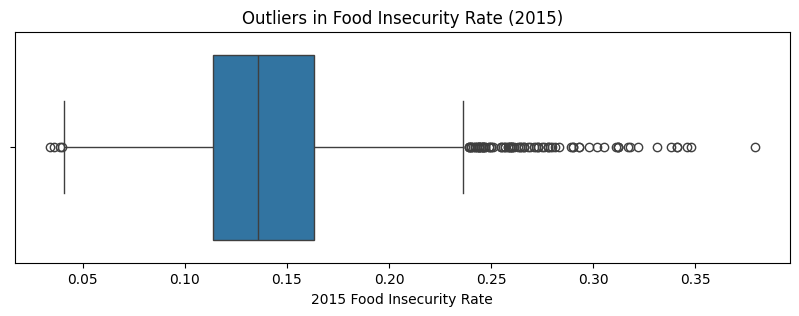 Outliers in Food Insecurity Rate (2015)
0.05 0.10 0.15 0.20 0.25 0.30 0.35
2015 Food Insecurity Rate